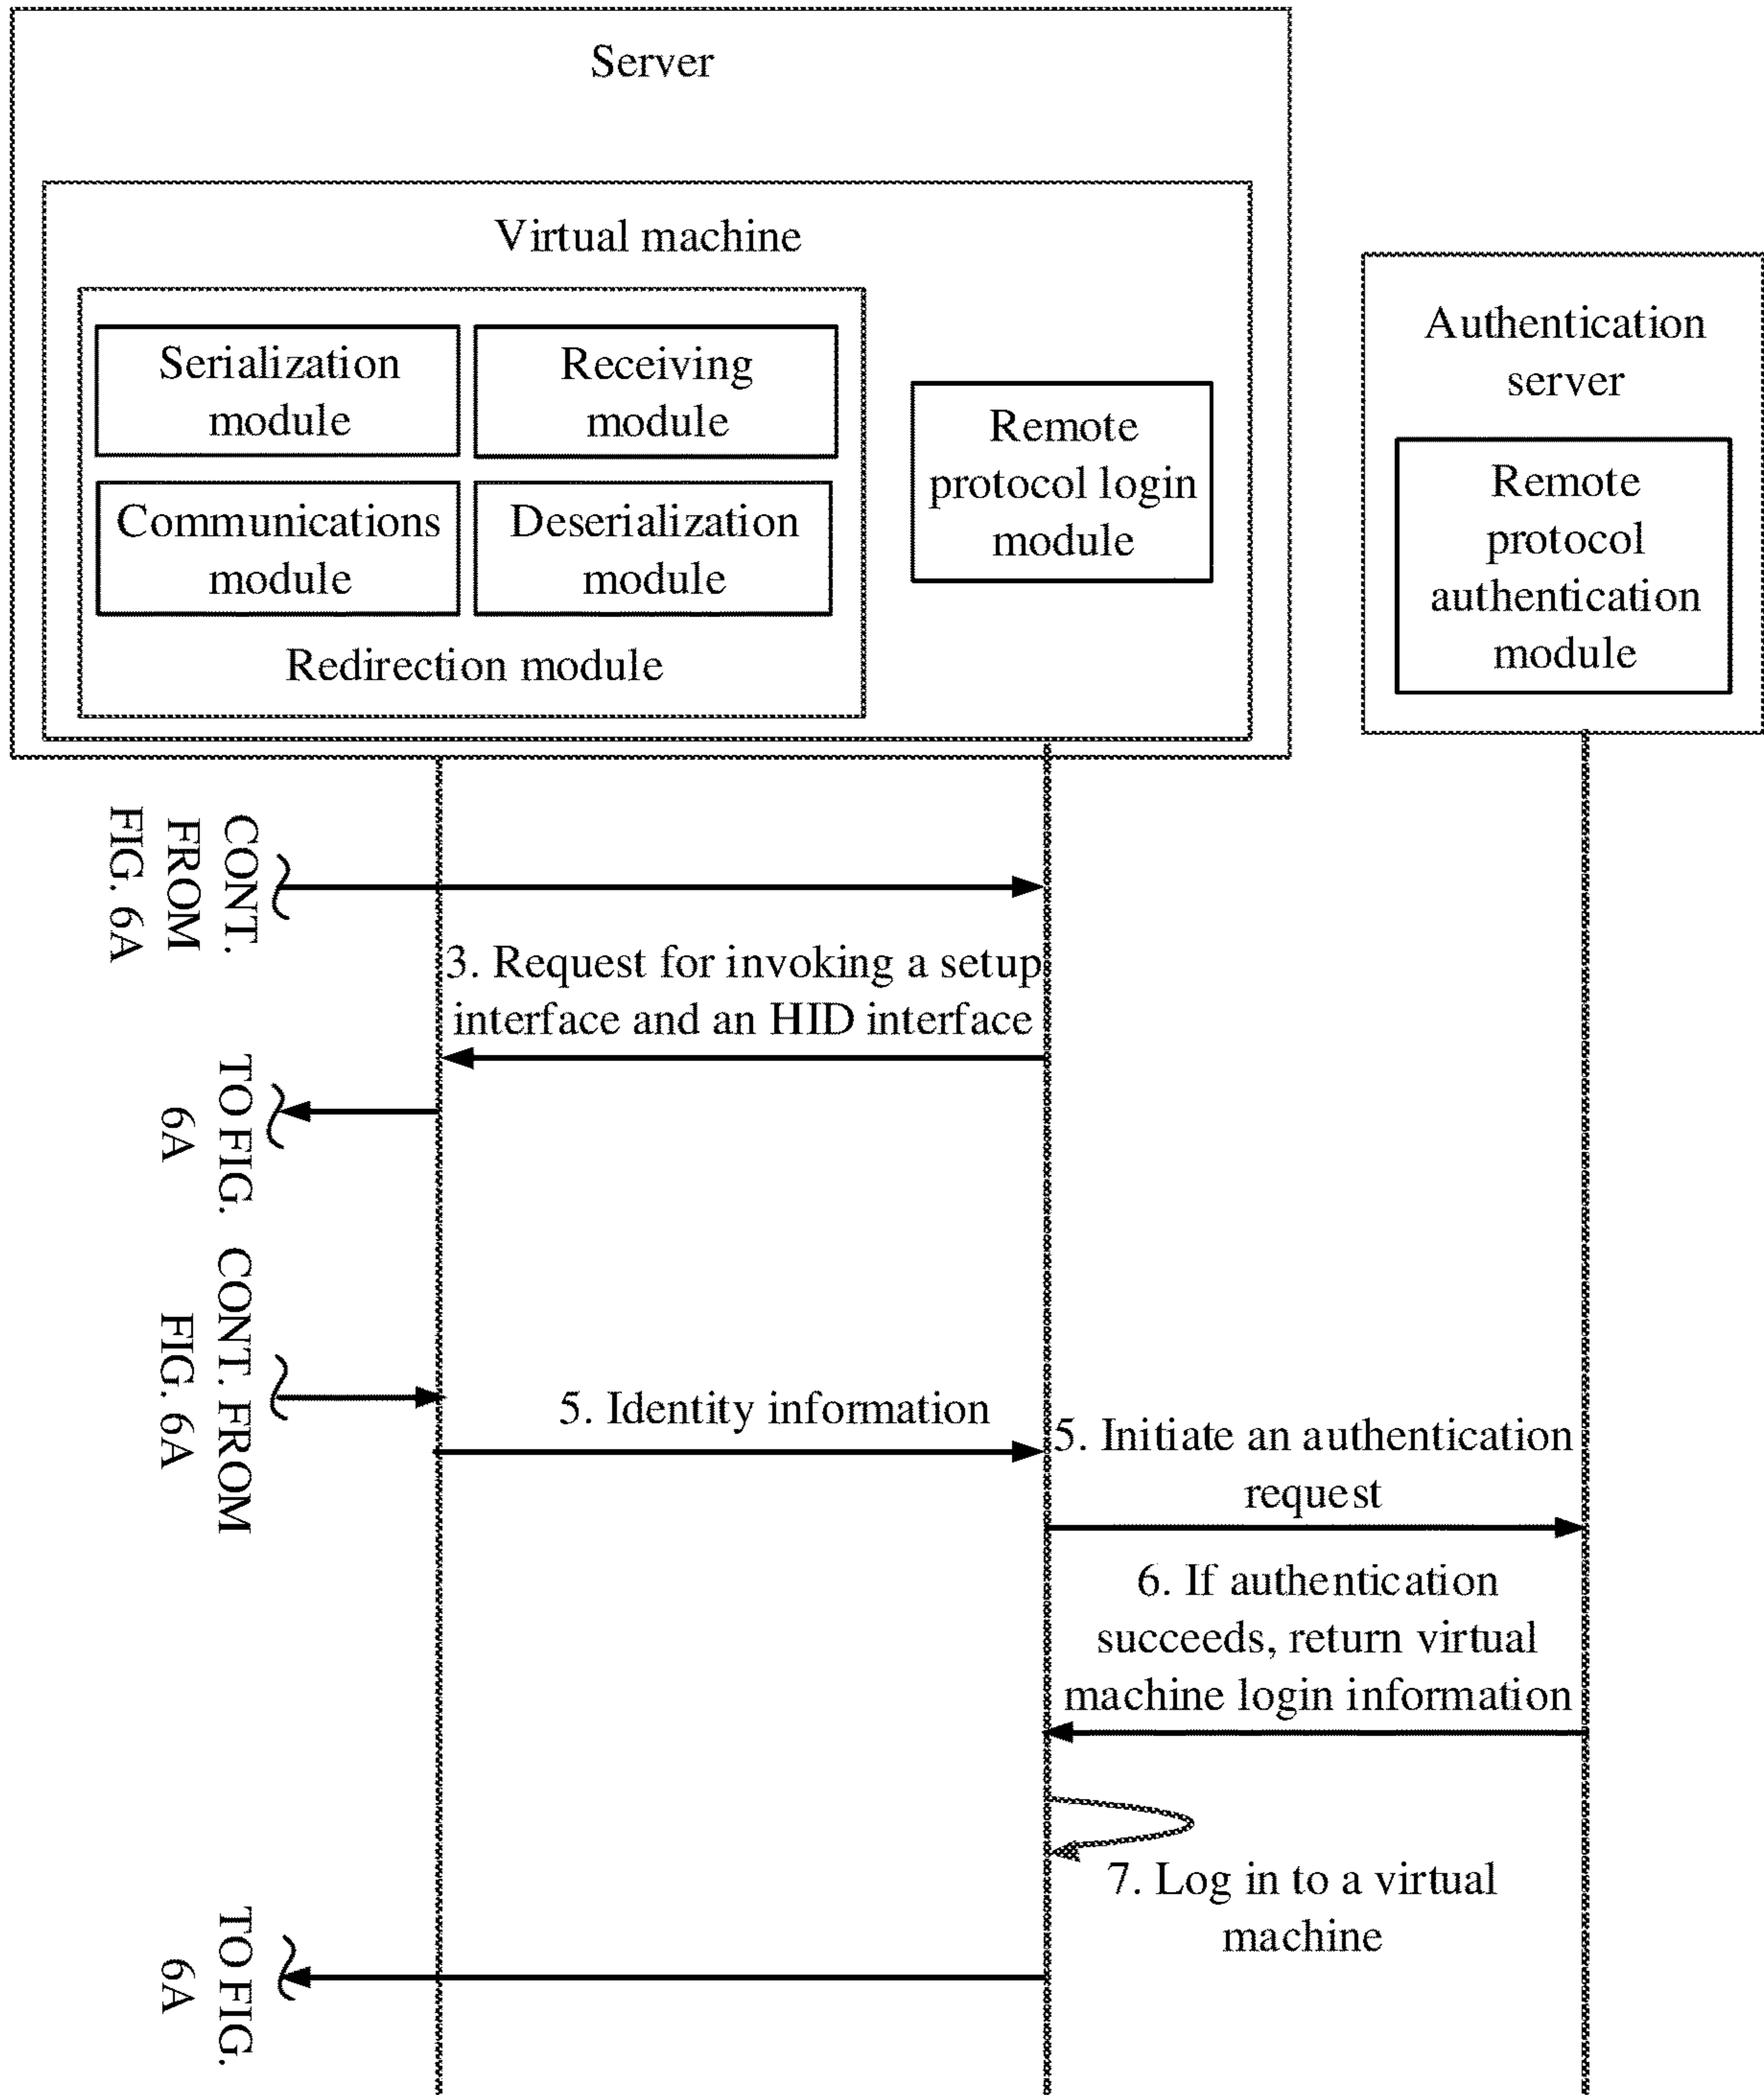 Server
Virtual machine
Serialization
module
Receiving
module
Communications
module
Deserialization
module
Redirection module
Remote
protocol login
module
Authentication
server
Remote
protocol
authentication
module
CONT.
FROM
FIG. 6A
3. Request for invoking a setup
interface and an HID interface
TO FIG.
6A
CONT. FROM
FIG. 6A
5. Identity information
5. Initiate an authentication
request
6. If authentication
succeeds, return virtual
machine login information
7. Log in to a virtual
machine
TO FIG.
6A